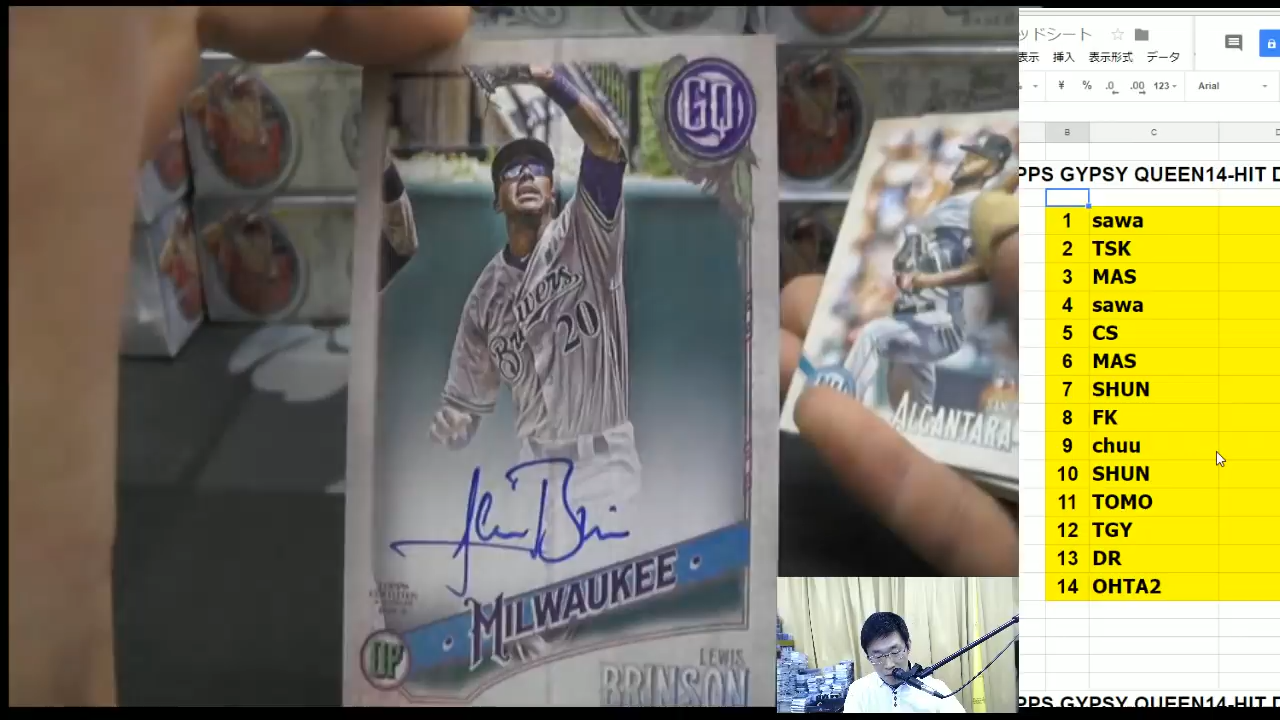 GQ
Brewers
20
MILWAUKEE
OF
LEWIS
BRINSON
ALCANTARA
ッドシート
表示 挿入 表示形式 データ
¥ % .0 .00 123 Arial
B C D
PPS GYPSY QUEEN14-HIT D
1 sawa
2 TSK
3 MAS
4 sawa
5 CS
6 MAS
7 SHUN
8 FK
9 chuu
10 SHUN
11 TOMO
12 TGY
13 DR
14 OHTA2
PPS GYPSY QUEEN14-HIT D